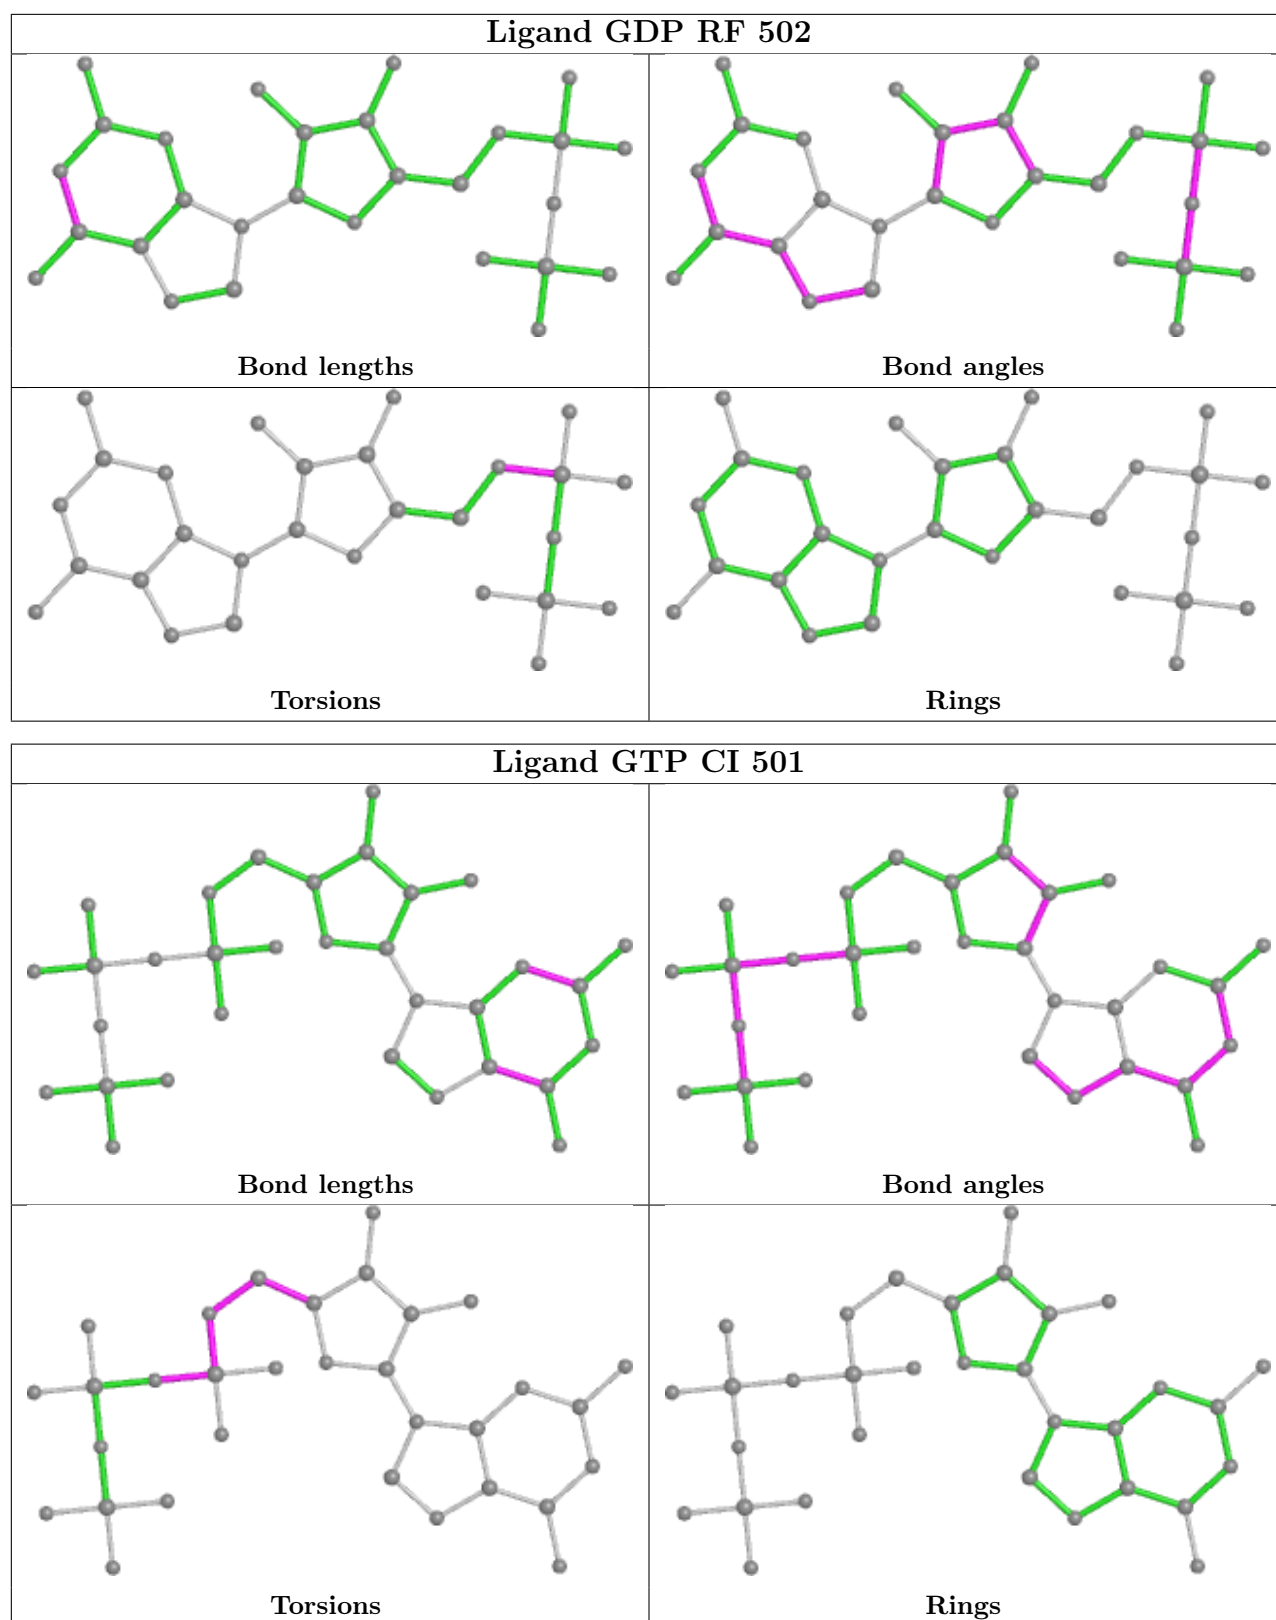 Ligand GDP RF 502
Bond lengths
Bond angles
Torsions
Rings
Ligand GTP CI 501
Bond lengths
Bond angles
Torsions
Rings